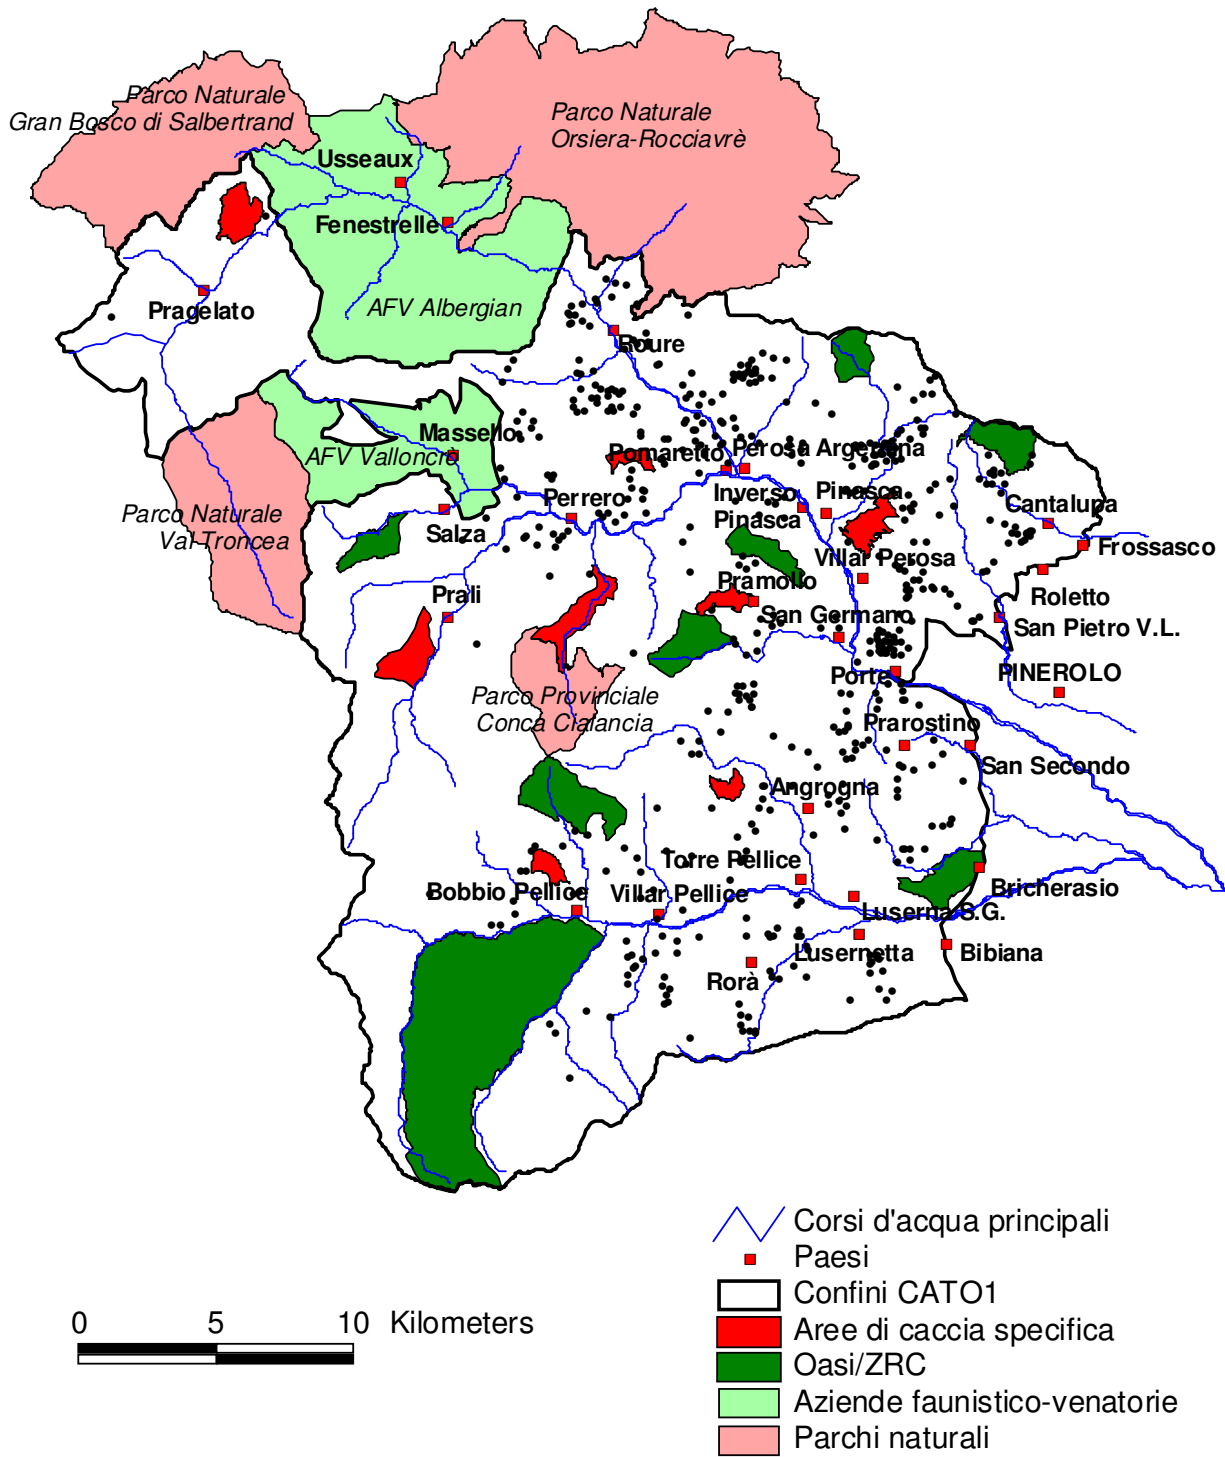 Parco Naturale
Gran Bosco di Salbertrand
Parco Naturale
Orsiera-Rocciavrè
Usseaux
Fenestrelle
AFV Albergian
Pragelato
Roure
Massello
AFV Valloncrò
Pomaretto
Perosa Argentina
Perrero
Inverso
Pinasca
Pinasca
Cantalupa
Parco Naturale
Val Troncea
Salza
Frossasco
Villar Perosa
Prali
Pramollo
Roletto
San Germano
San Pietro V.L.
Porte
PINEROLO
Parco Provinciale
Conca Cialancia
Prarostino
San Secondo
Angrogna
Torre Pellice
Bobbio Pellice
Villar Pellice
Bricherasio
Luserna S.G.
Lusernetta
Bibiana
Rorà
Corsi d'acqua principali
Paesi
Confini CATO1
Aree di caccia specifica
Oasi/ZRC
Aziende faunistico-venatorie
Parchi naturali
0 5 10 Kilometers